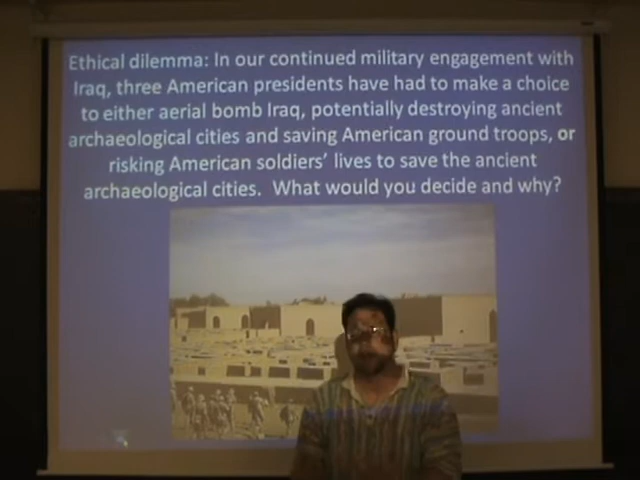 Ethical dilemma: In our continued military engagement with
Iraq, three American presidents have had to make a choice
to either aerial bomb Iraq, potentially destroying ancient
archaeological cities and saving American ground troops, or
risking American soldiers' lives to save the ancient
archaeological cities. What would you decide and why?